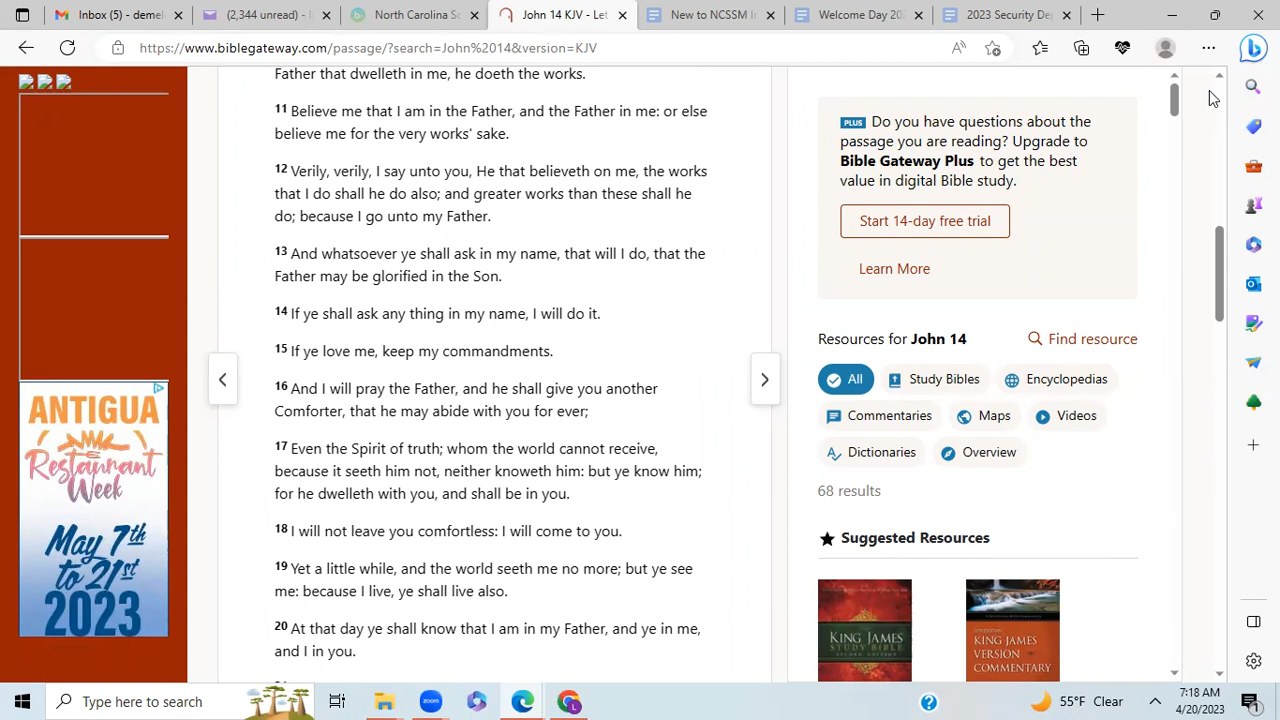 Inbox (5) - demei
(2,344 unread) - l
North Carolina Sc
John 14 KJV - Let
New to NCSSM In
Welcome Day 202
2023 Security Dep
https://www.biblegateway.com/passage/?search=John%2014&version=KJV
Father that dwelleth in me, he doeth the works.
11 Believe me that I am in the Father, and the Father in me: or else
believe me for the very works' sake.
12 Verily, verily, I say unto you, He that believeth on me, the works
that I do shall he do also; and greater works than these shall he
do; because I go unto my Father.
13 And whatsoever ye shall ask in my name, that will I do, that the
Father may be glorified in the Son.
14 If ye shall ask any thing in my name, I will do it.
15 If ye love me, keep my commandments.
16 And I will pray the Father, and he shall give you another
Comforter, that he may abide with you for ever;
17 Even the Spirit of truth; whom the world cannot receive,
because it seeth him not, neither knoweth him: but ye know him;
for he dwelleth with you, and shall be in you.
18 I will not leave you comfortless: I will come to you.
19 Yet a little while, and the world seeth me no more; but ye see
me: because I live, ye shall live also.
20 At that day ye shall know that I am in my Father, and ye in me,
and I in you.
PLUS Do you have questions about the
passage you are reading? Upgrade to
Bible Gateway Plus to get the best
value in digital Bible study.
Start 14-day free trial
Learn More
Resources for John 14
Find resource
All
Study Bibles
Encyclopedias
Commentaries
Maps
Videos
Dictionaries
Overview
68 results
Suggested Resources
KING JAMES
STUDY BIBLE
KING JAMES
VERSION
COMMENTARY
ANTIGUA
Restaurant
Week
May 7th
to 21st
2023
Type here to search
55°F Clear
7:18 AM
4/20/2023